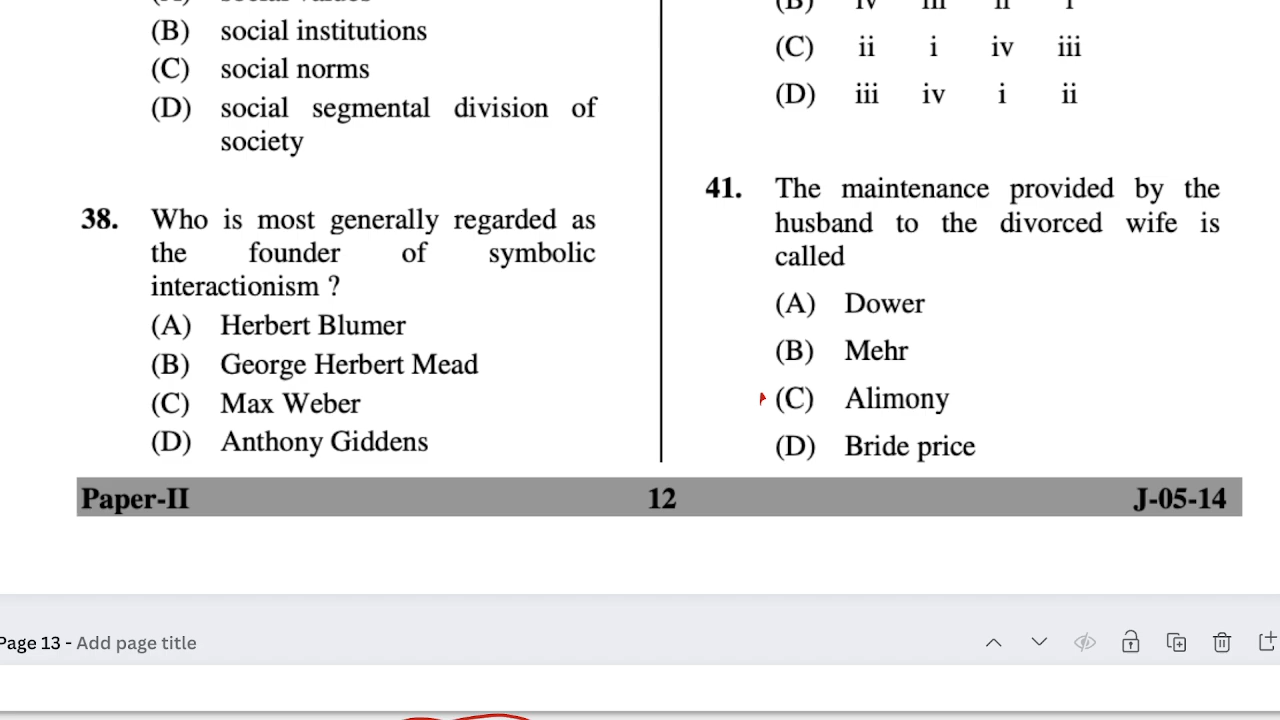 (B) social institutions
(C) social norms
(D) social segmental division of
society
38. Who is most generally regarded as
the founder of symbolic
interactionism ?
(A) Herbert Blumer
(B) George Herbert Mead
(C) Max Weber
(D) Anthony Giddens
(C) ii i iv iii
(D) iii iv i ii
41. The maintenance provided by the
husband to the divorced wife is
called
(A) Dower
(B) Mehr
(C) Alimony
(D) Bride price
Paper-II 12 J-05-14
Page 13 - Add page title